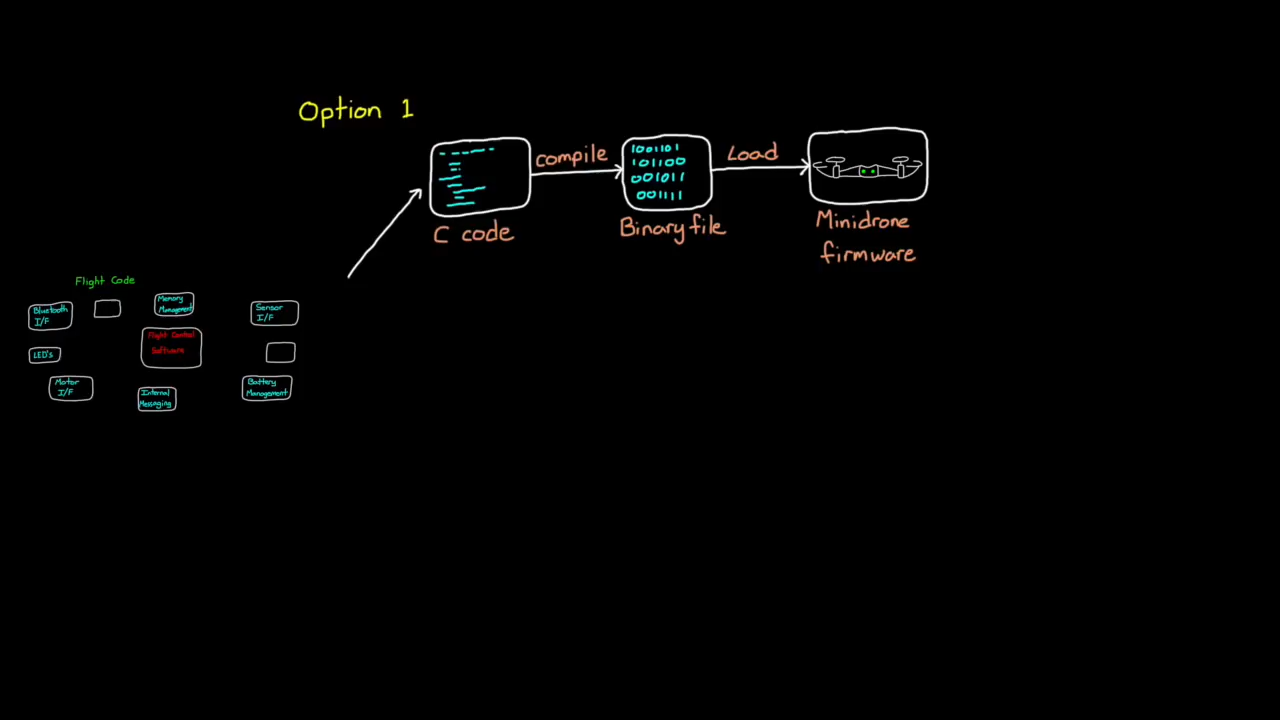 Option 1
compile
Load
1001101
101100
001011
001111
C code
Binary file
Minidrone
firmware
Flight Code
Bluetooth
I/F
Memory
Management
Sensor
I/F
Flight Control
Software
LED's
Motor
I/F
Internal
Messaging
Battery
Management